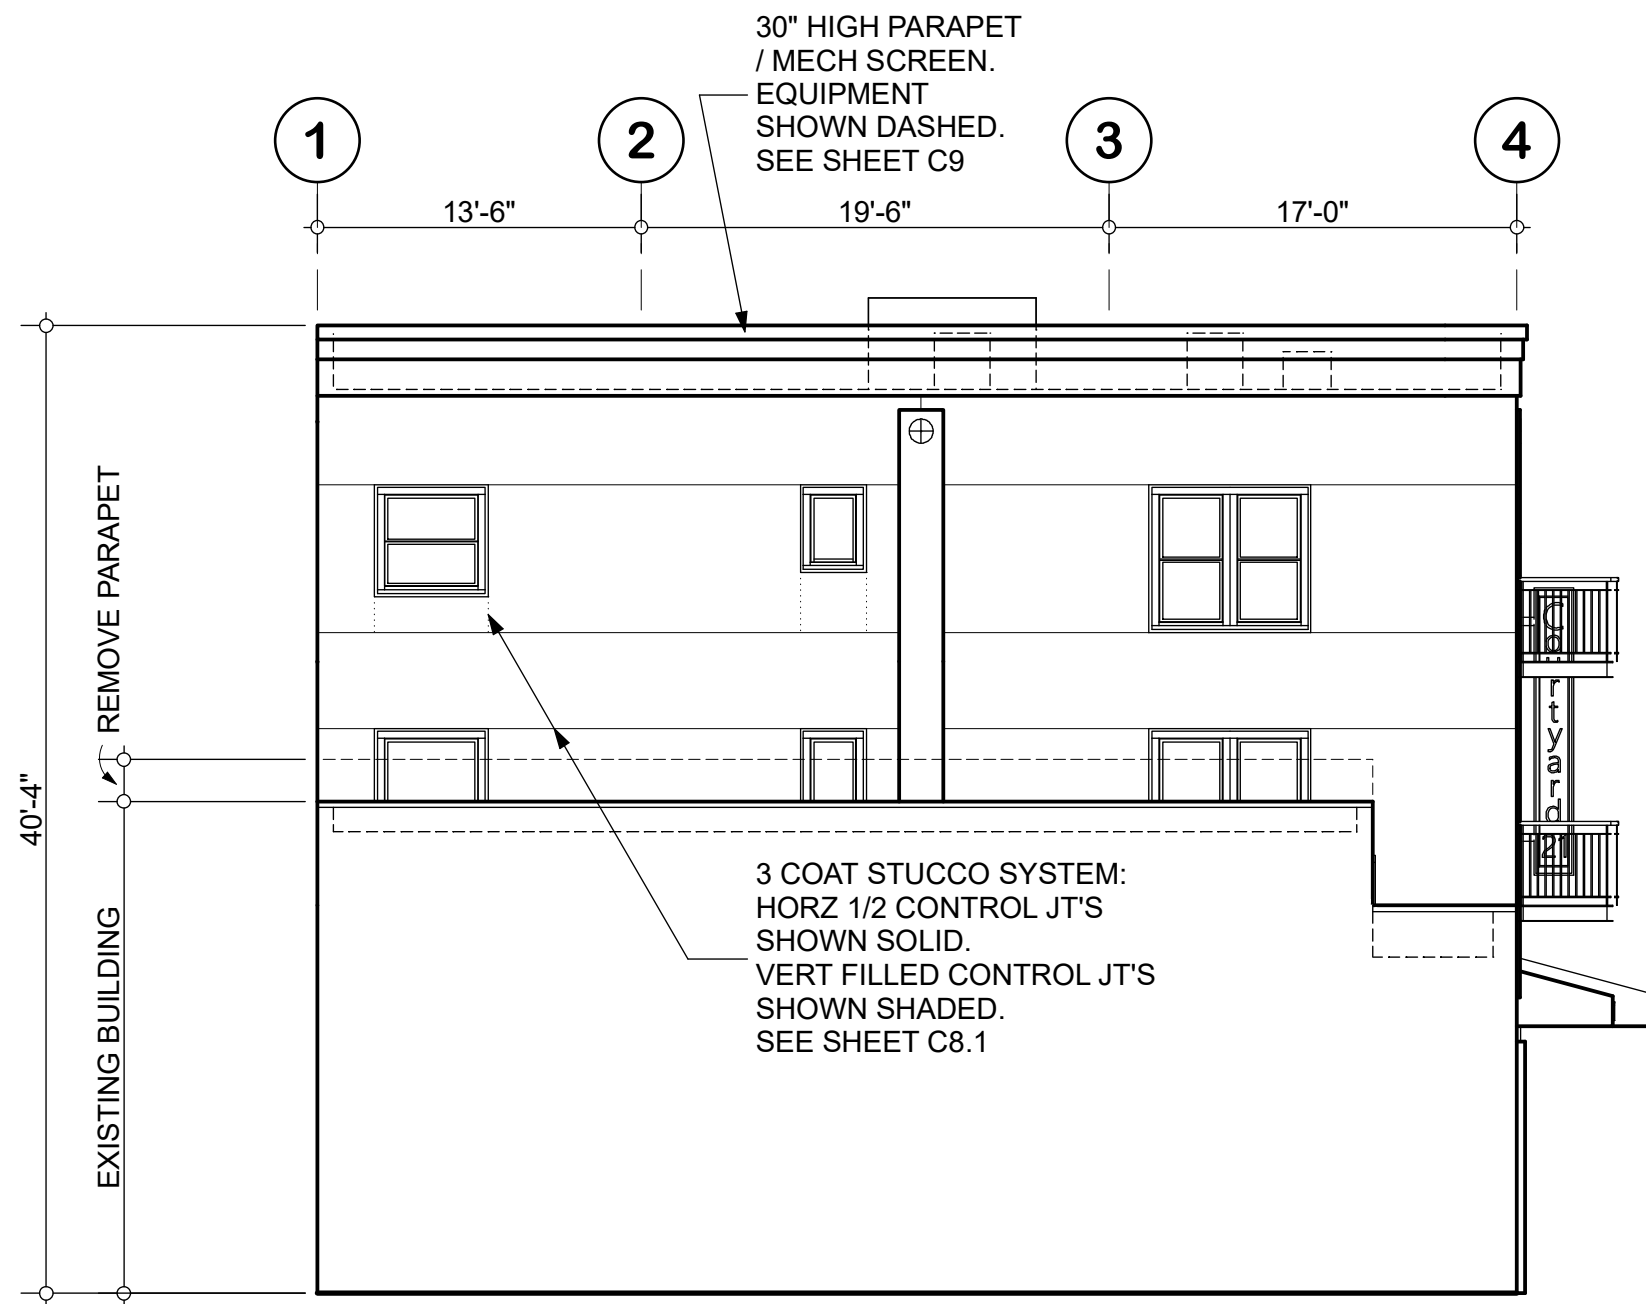 30" HIGH PARAPET
/ MECH SCREEN.
EQUIPMENT
SHOWN DASHED.
SEE SHEET C9
1
2
3
4
13'-6"
19'-6"
17'-0"
REMOVE PARAPET
40'-4"
EXISTING BUILDING
Courtyard
21
3 COAT STUCCO SYSTEM:
HORZ 1/2 CONTROL JT'S
SHOWN SOLID.
VERT FILLED CONTROL JT'S
SHOWN SHADED.
SEE SHEET C8.1